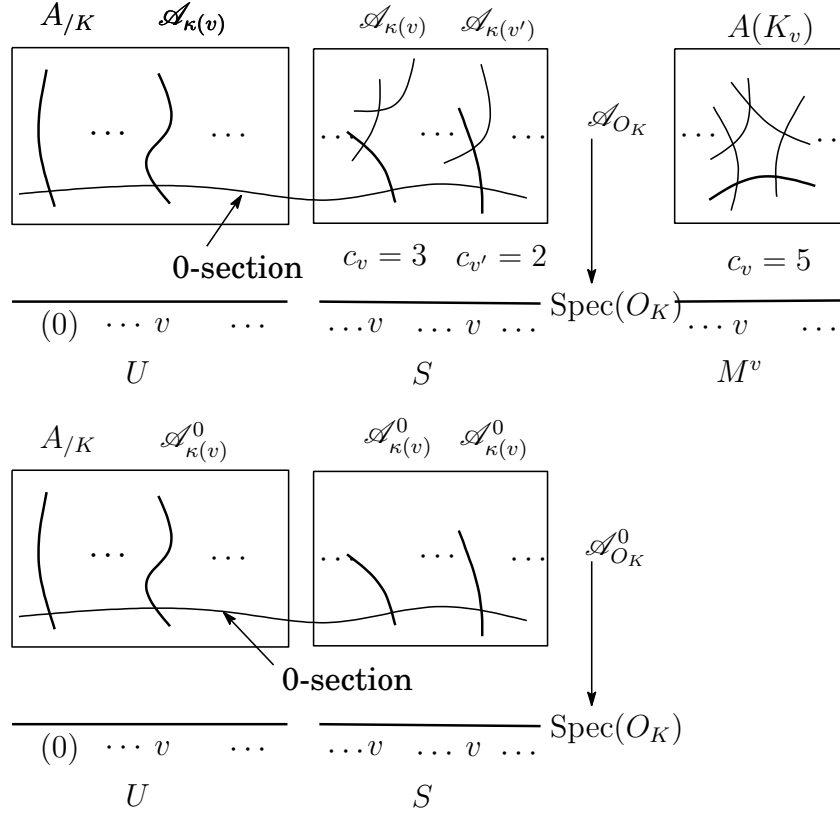 A_{/K} 𝒜_{κ(v)} 𝒜_{κ(v)} 𝒜_{κ(v')} A(K_v)
... ... ... ... ... ... ...
𝒜_{O_K}
0-section
c_v = 3 c_{v'} = 2 c_v = 5
Spec(O_K)
(0) ... v ... ... v ... v ... ... v ...
U S M^v
A_{/K} 𝒜^0_{κ(v)} 𝒜^0_{κ(v)} 𝒜^0_{κ(v)}
... ... ... ... ...
𝒜^0_{O_K}
0-section
Spec(O_K)
(0) ... v ... ... v ... v ...
U S